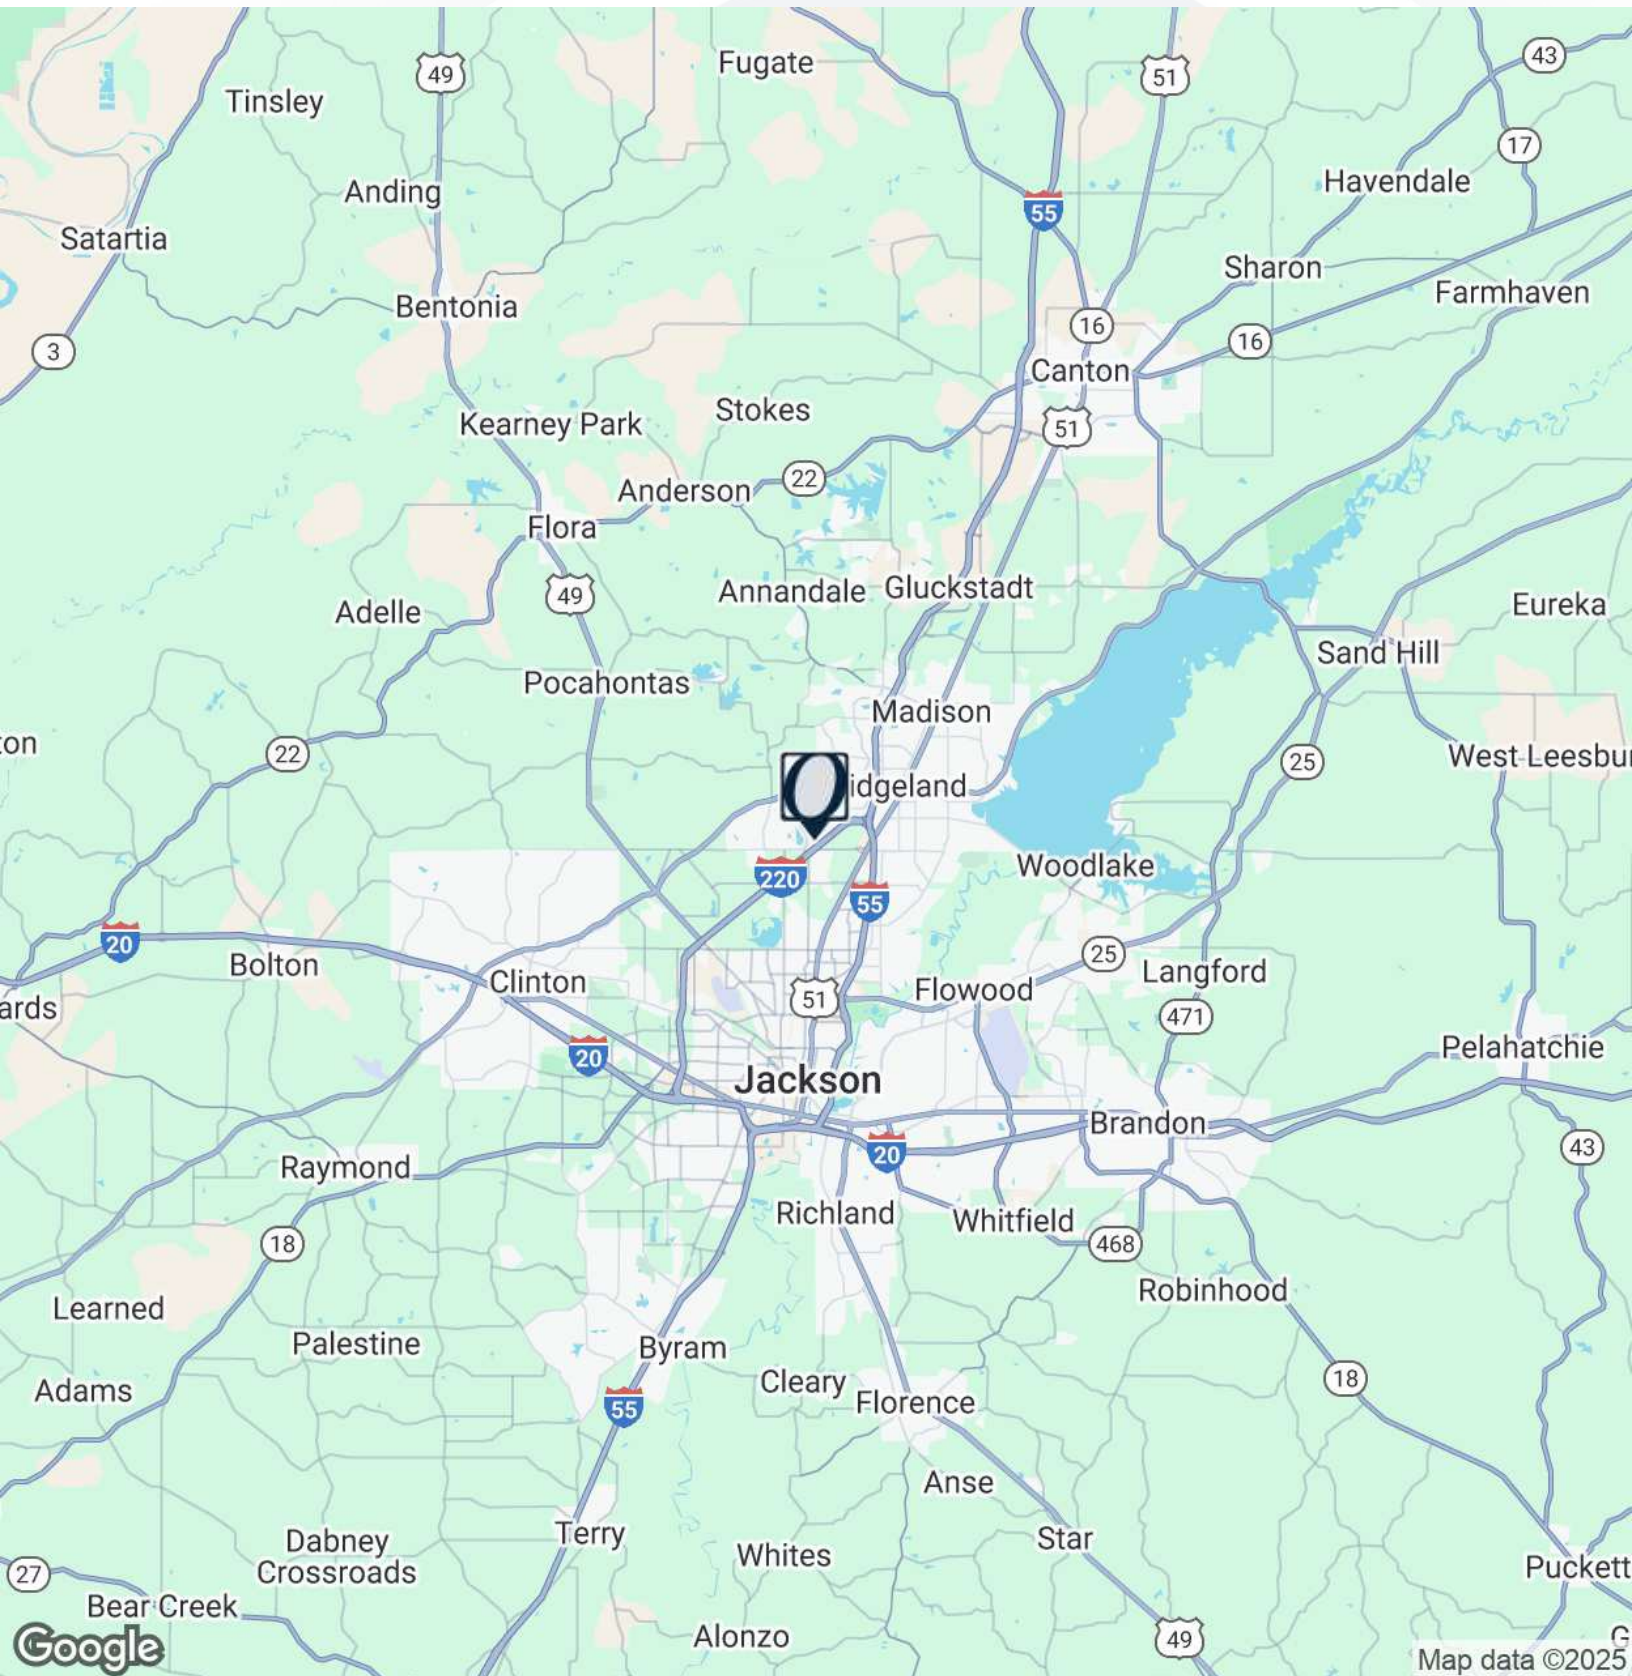 Fugate
43
49
51
Tinsley
17
Anding
Havendale
55
Satartia
Sharon
Farmhaven
Bentonia
16
3
16
Canton
Stokes
Kearney Park
51
22
Anderson
Flora
Annandale Gluckstadt
49
Eureka
Adelle
Sand Hill
Pocahontas
Madison
ton
22
25
West Leesbur
O
idgeland
Woodlake
220
55
20
25
Bolton
Langford
Clinton
Flowood
51
ards
471
Pelahatchie
20
Jackson
Brandon
43
20
Raymond
Richland
Whitfield
18
468
Robinhood
Learned
Palestine
Byram
Cleary
18
Adams
Florence
55
Anse
Terry
Star
Dabney
Crossroads
Whites
Puckett
27
Bear Creek
Alonzo
49
G
Google
Map data ©2025